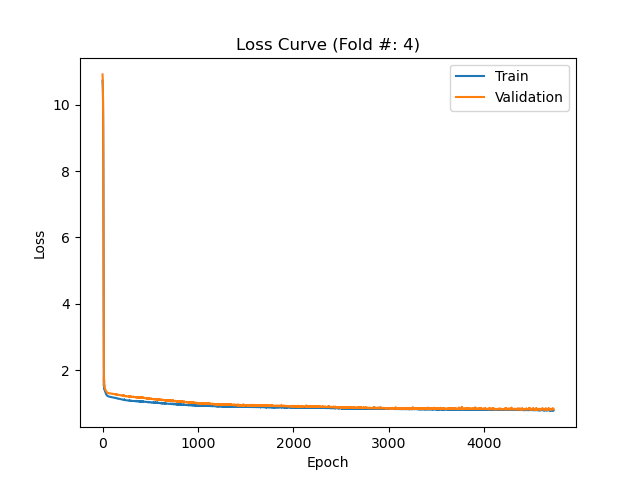 Loss Curve (Fold #: 4)
Train
Validation
Loss
10
8
6
4
2
0 1000 2000 3000 4000
Epoch